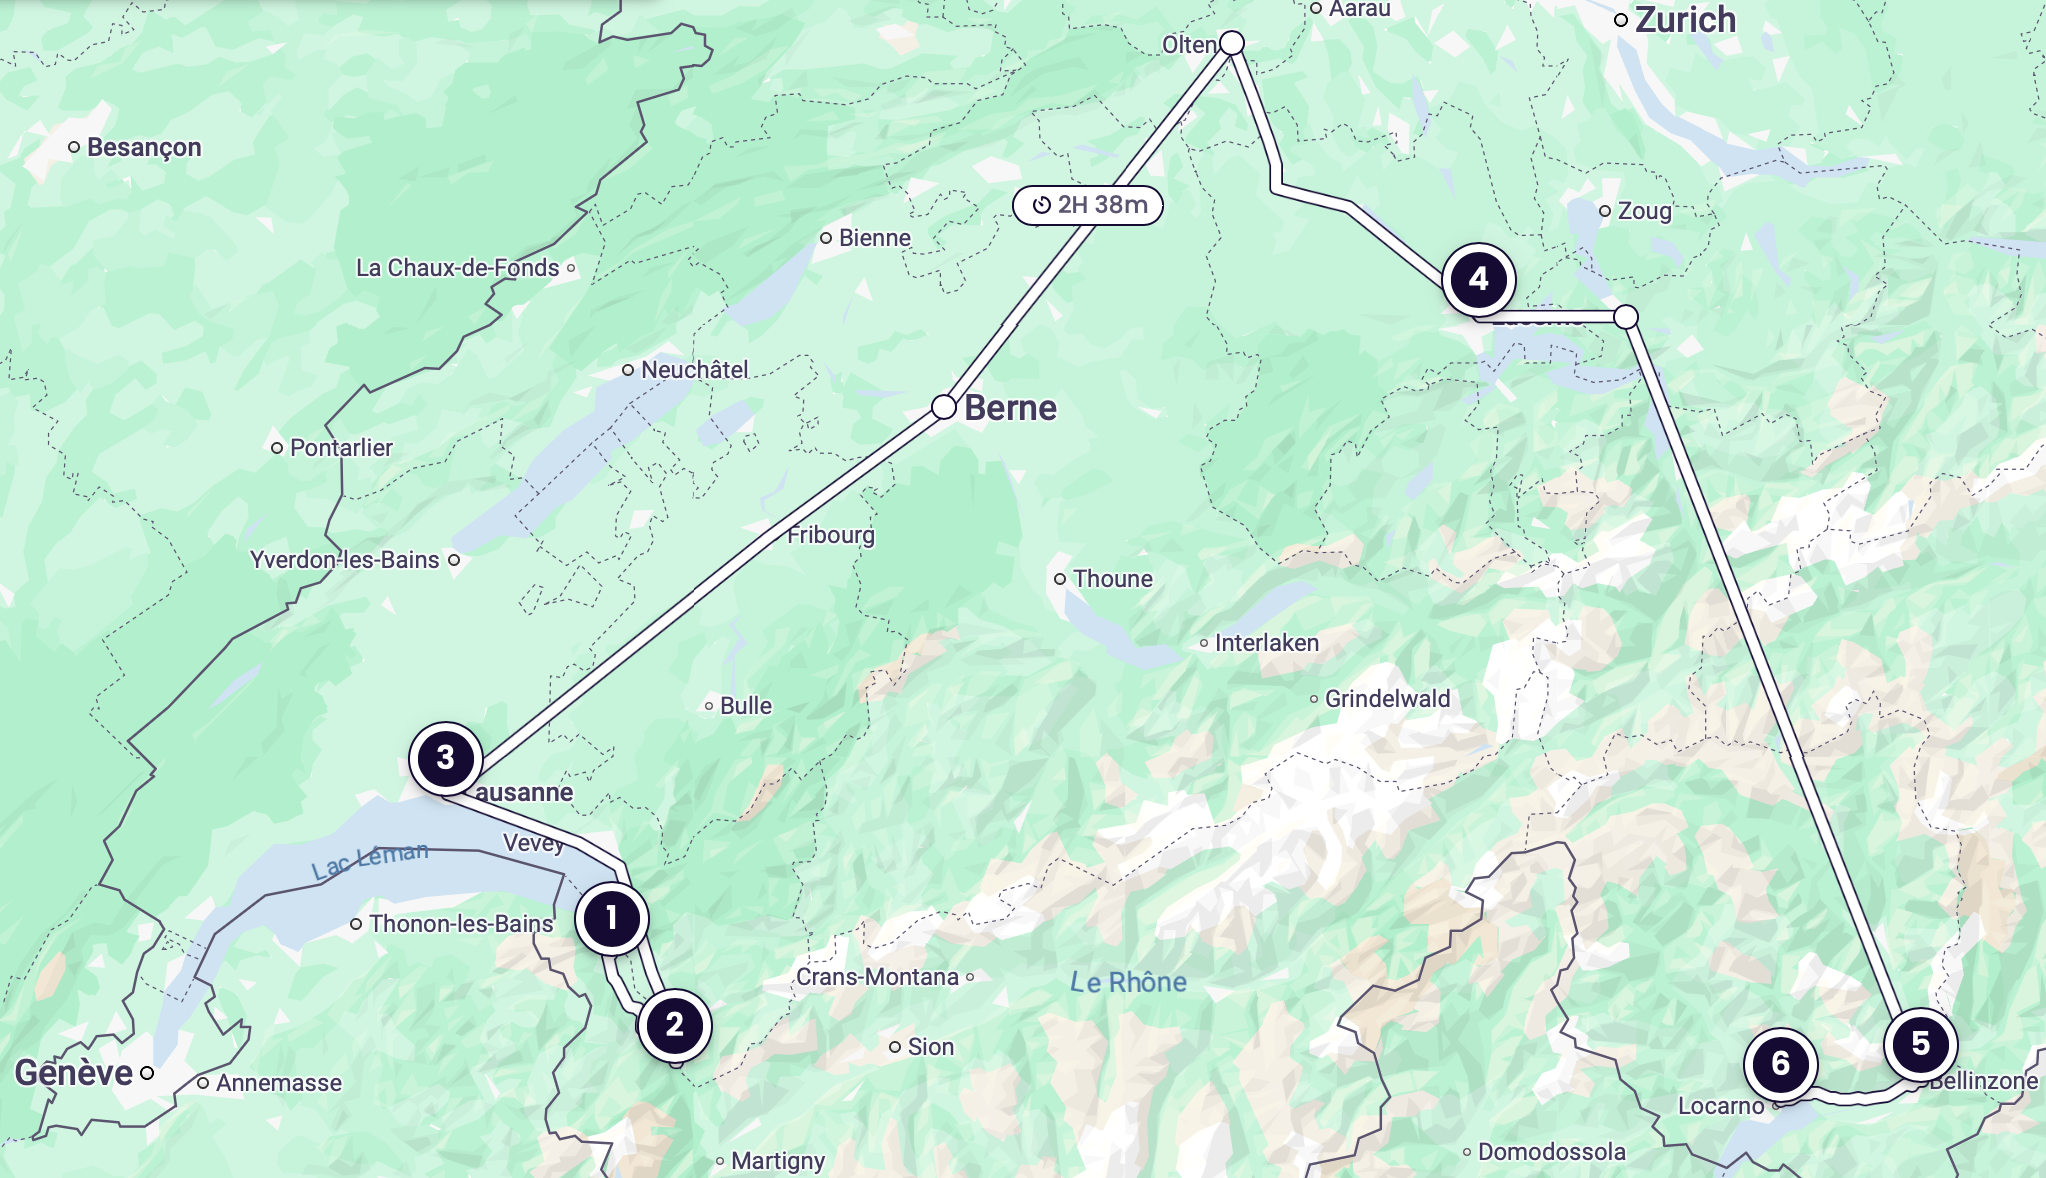 Aarau
Zurich
Olten
Besançon
2H 38m
Zoug
Bienne
La Chaux-de-Fonds
4
Neuchâtel
Berne
Pontarlier
Fribourg
Yverdon-les-Bains
Thoune
Interlaken
Grindelwald
Bulle
3
ausanne
Vevey
Lac Léman
1
Thonon-les-Bains
Crans-Montana
Le Rhône
2
Sion
5
6
Genève
Annemasse
Bellinzone
Locarno
Domodossola
Martigny